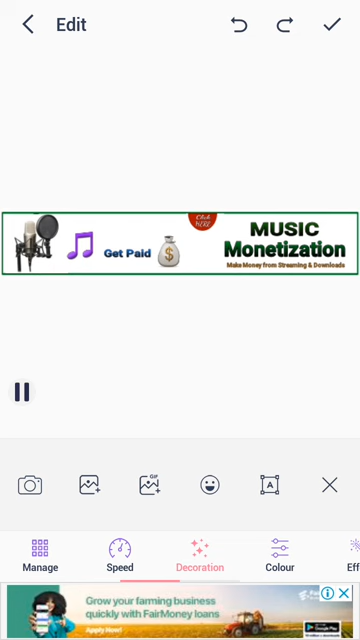 Edit
Click
HERE
MUSIC
Get Paid
$
Monetization
Make Money from Streaming & Downloads
GIF
A
Manage
Speed
Decoration
Colour
Eff
Grow your farming business
quickly with FairMoney loans
Apply Now!